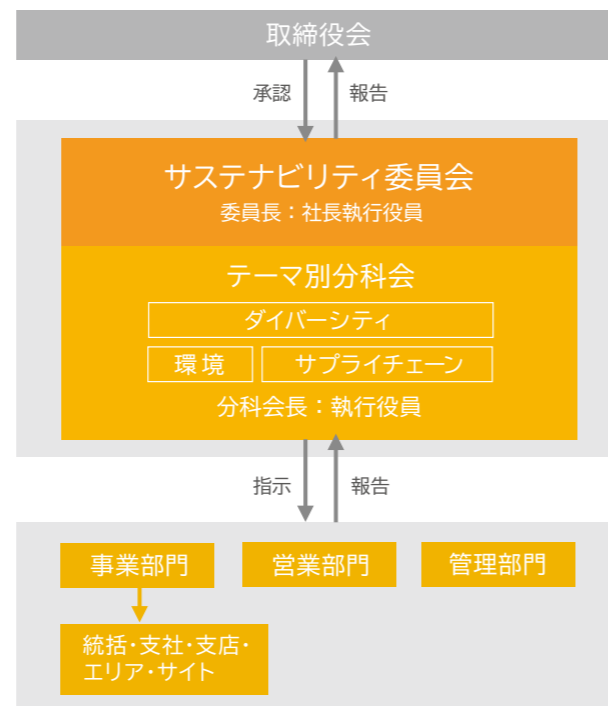 取締役会
承認
報告
サステナビリティ委員会
委員長：社長執行役員
テーマ別分科会
ダイバーシティ
環境
サプライチェーン
分科会長：執行役員
指示
報告
事業部門
営業部門
管理部門
統括・支社・支店・
エリア・サイト